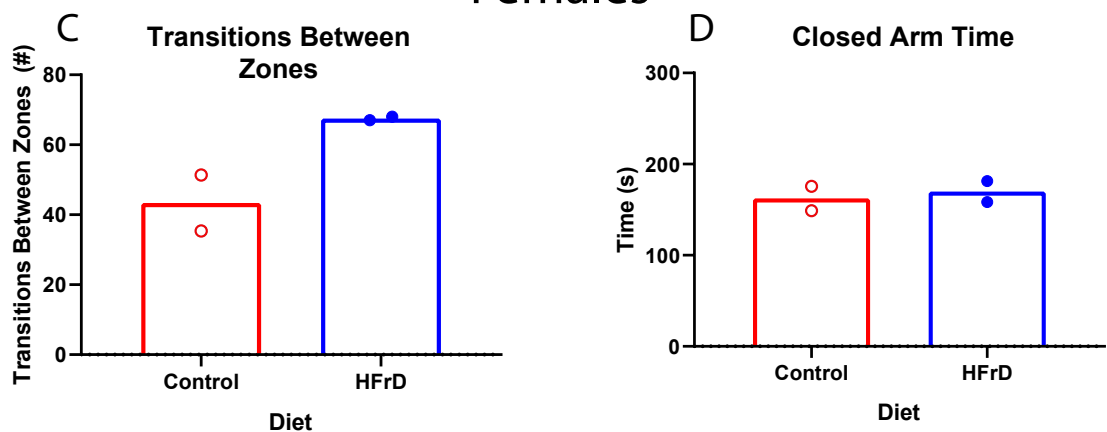 Females
C
Transitions Between
Zones
Transitions Between Zones (#)
80
60
40
20
0
Control
HFrD
Diet
D
Closed Arm Time
Time (s)
300
200
100
0
Control
HFrD
Diet